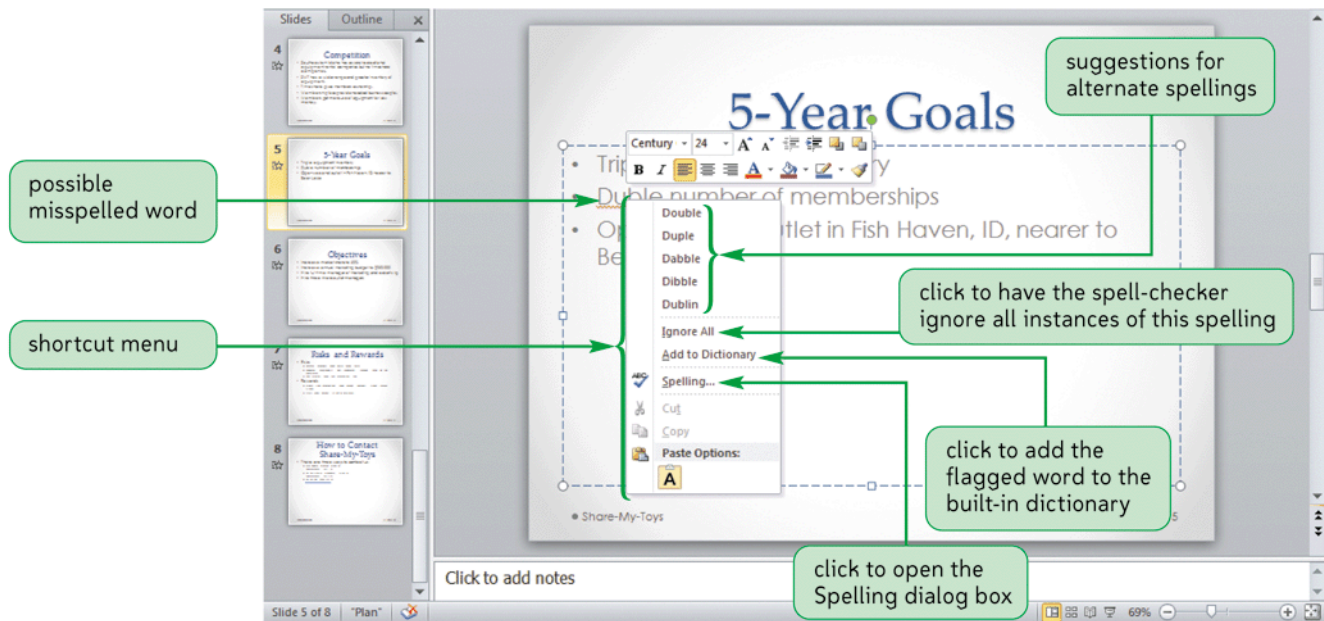 Slides Outline
4
Competition
5
5-Year Goals
6
Objectives
7
Risks and Rewards
8
How to Contact
Share-My-Toys
possible
misspelled word
shortcut menu
5-Year Goals
Century 24
B I A
Duble number of memberships
utlet in Fish Haven, ID, nearer to
Double
Duple
Dabble
Dibble
Dublin
Ignore All
Add to Dictionary
ABC
Spelling...
Cut
Copy
Paste Options:
A
Share-My-Toys
5
suggestions for
alternate spellings
click to have the spell-checker
ignore all instances of this spelling
click to add the
flagged word to the
built-in dictionary
click to open the
Spelling dialog box
Click to add notes
Slide 5 of 8 "Plan" 69%